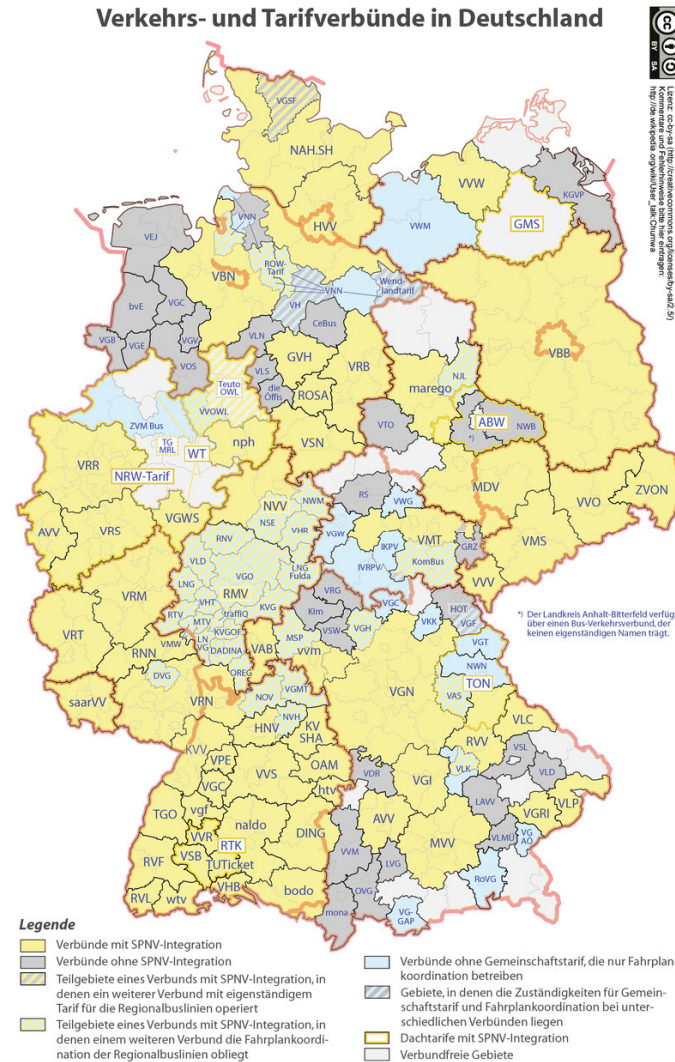 Verkehrs- und Tarifverbünde in Deutschland
cc
BY SA
Lizenz: cc-by-sa (http://creativecommons.org/licenses/by-sa/2.5/)
Kommentare und Fehlerhinweise bitte hier eintragen:
http://de.wikipedia.org/wiki/User_talk:Chumwa
VGSF
NAH.SH
VVW
KGVP
VNN
HVV
VWM
GMS
VEJ
ROW-
Tarif
VBN
VNN
Wend-
landtarif
VH
bvE
VGC
CeBus
VBB
VGB
VGE
VGV
VLN
GVH
VRB
NJL
VOS
VLS
marego
Teuto
OWL
die
Öffis
ROSA
VVOWL
ABW
NWB
ZVM Bus
VTO
*)
nph
VSN
TG
MRL
WT
VRR
NRW-Tarif
MDV
ZVON
RS
VVO
NVV
NWM
VWG
VGWS
NSE
VHR
VGW
VMT
VMS
AVV
VRS
RNV
IKPV
GRZ
VLD
LNG
Fulda
KomBus
VGO
IVRPV
VVV
LNG
RMV
VRM
VRG
VGC
HOT
VHT
traffiQ
KVG
Kim
VGF
RTV
MTV
VKK
*) Der Landkreis Anhalt-Bitterfeld verfügt
über einen Bus-Verkehrsverbund, der
keinen eigenständigen Namen trägt.
KVGOF
VSW
VGH
VRT
LN
VG
DADINA
MSP
VGT
RNN
VMW
VAB
vvm
NWN
OREG
DVG
TON
saarVV
VRN
NOV
VGMT
VGN
VAS
HNV
NVH
KVV
KV
SHA
VLC
RVV
VPE
VSL
VVS
OAM
VDR
VLK
VLD
VGC
VGI
htv
LAVV
VLP
TGO
vgf
naldo
AVV
VGRI
DING
VVR
MVV
VLMÜ
VG
AÖ
RTK
RVF
VSB
VVM
LVG
TUTicket
RoVG
RVL
wtv
VHB
bodo
OVG
mona
VG-
GAP
Legende
Verbünde mit SPNV-Integration
Verbünde ohne SPNV-Integration
Teilgebiete eines Verbunds mit SPNV-Integration, in
denen ein weiterer Verbund mit eigenständigem
Tarif für die Regionalbuslinien operiert
Teilgebiete eines Verbunds mit SPNV-Integration, in
denen einem weiteren Verbund die Fahrplankoordi-
nation der Regionalbuslinien obliegt
Verbünde ohne Gemeinschaftstarif, die nur Fahrplan-
koordination betreiben
Gebiete, in denen die Zuständigkeiten für Gemein-
schaftstarif und Fahrplankoordination bei unter-
schiedlichen Verbünden liegen
Dachtarife mit SPNV-Integration
Verbundfreie Gebiete